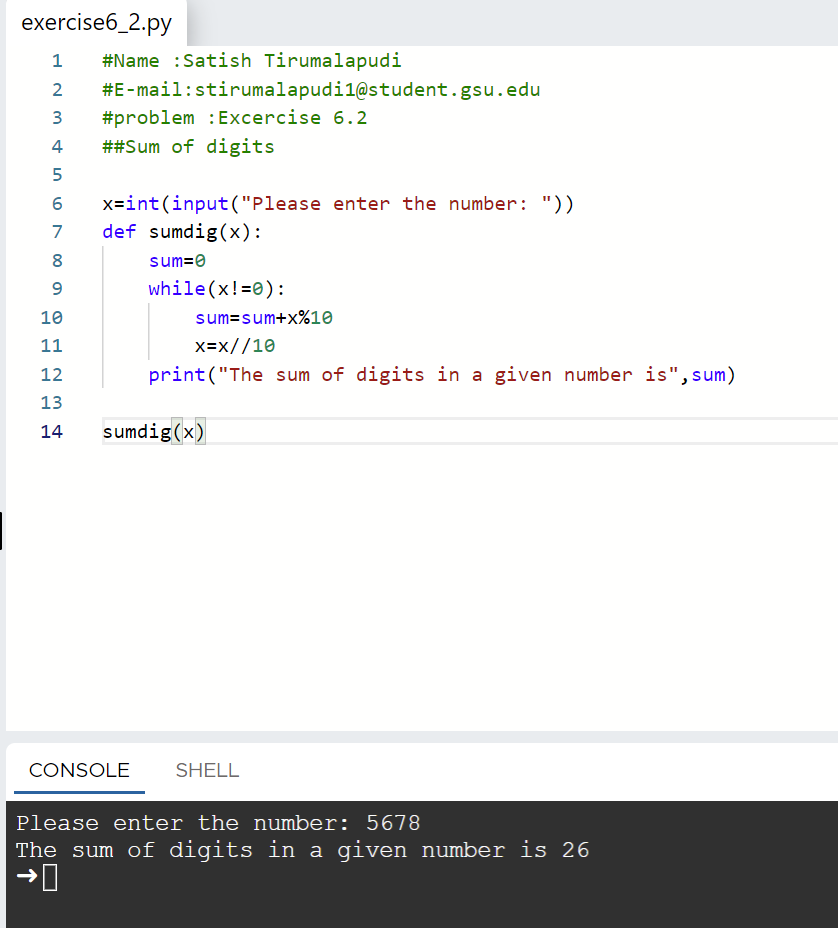 exercise6_2.py
1 #Name :Satish Tirumalapudi
2 #E-mail:stirumalapudi1@student.gsu.edu
3 #problem :Excercise 6.2
4 ##Sum of digits
5
6 x=int(input("Please enter the number: "))
7 def sumdig(x):
8     sum=0
9     while(x!=0):
10         sum=sum+x%10
11         x=x//10
12     print("The sum of digits in a given number is",sum)
13
14 sumdig(x)
CONSOLE SHELL
Please enter the number: 5678
The sum of digits in a given number is 26
➜